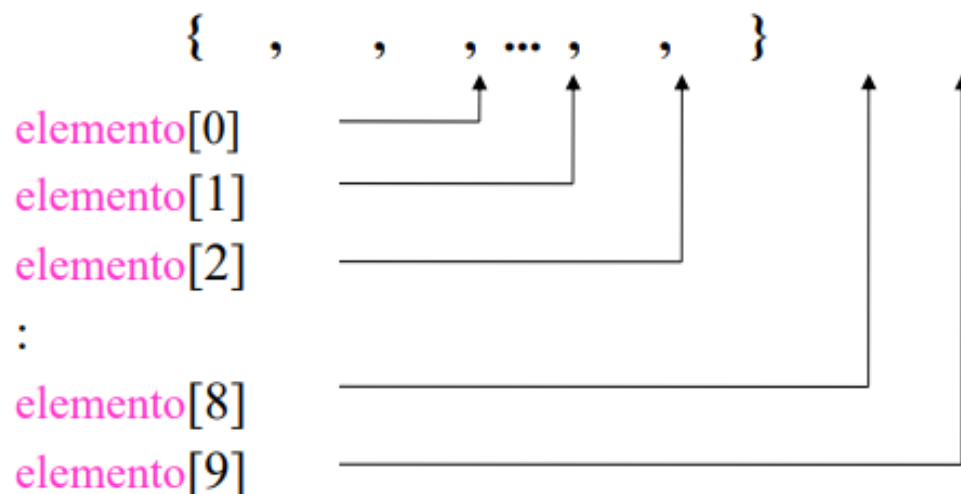 { , , , ... , , }
elemento[0]
elemento[1]
elemento[2]
:
elemento[8]
elemento[9]